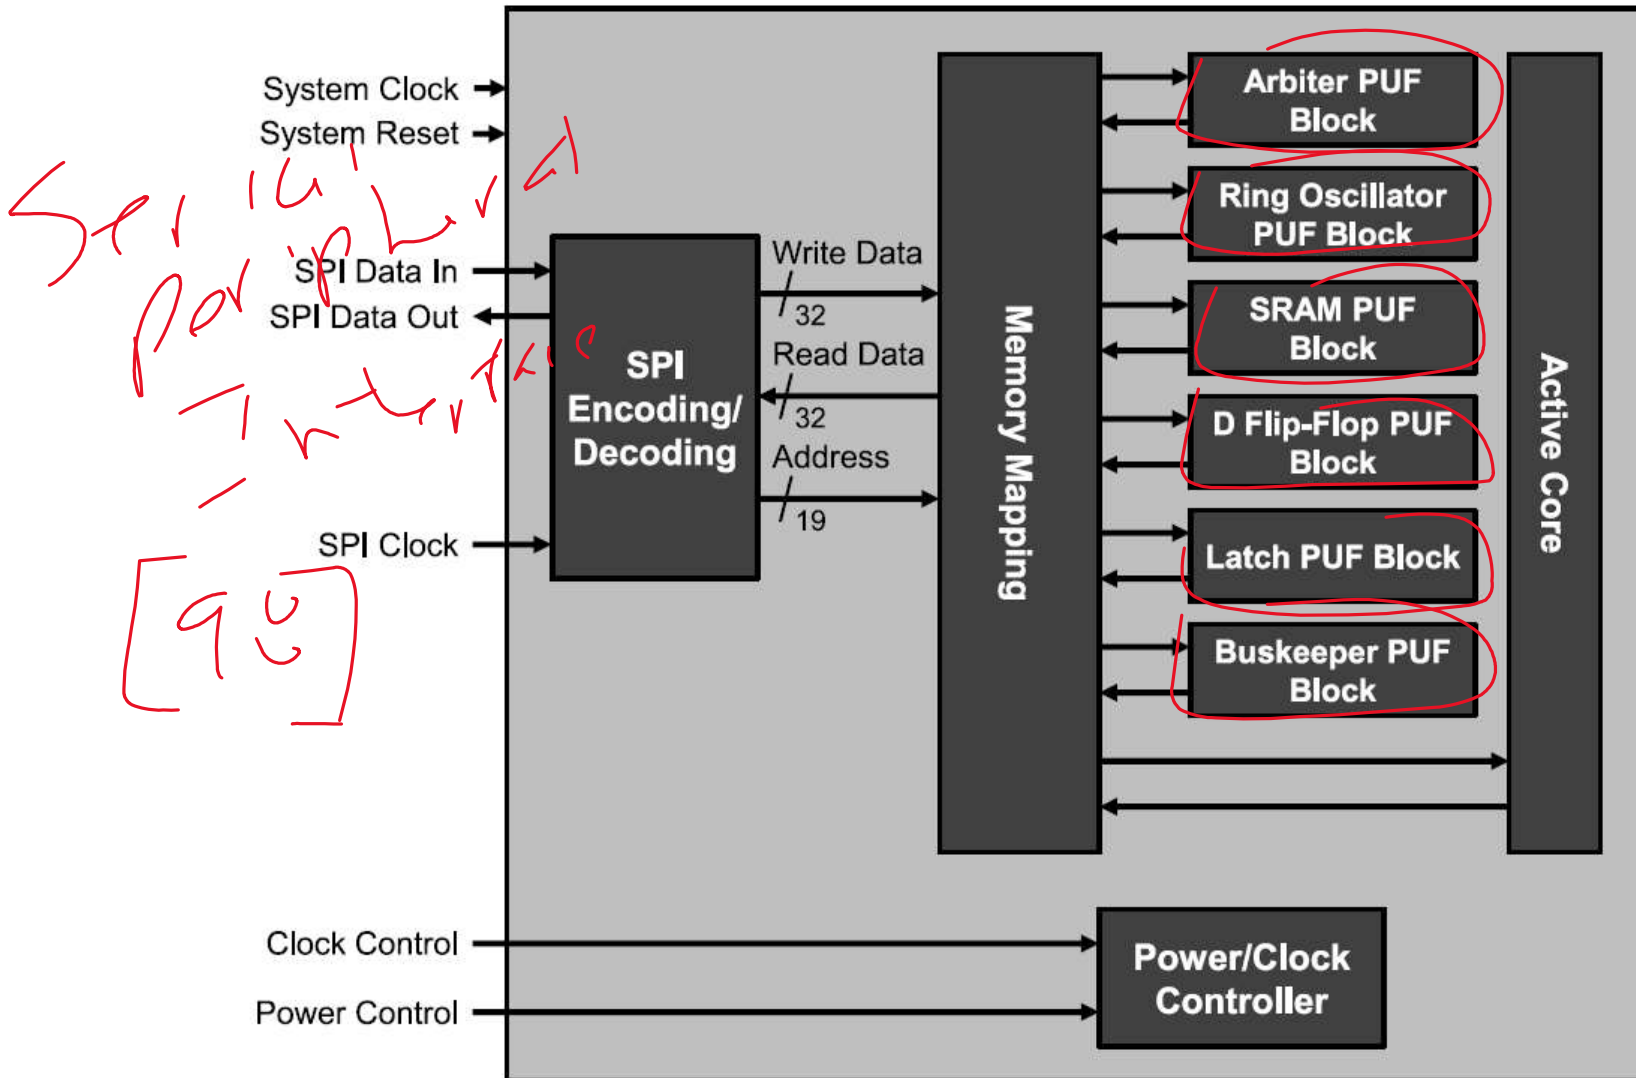 System Clock
System Reset
Serial
peripheral
Interface
SPI Data In
SPI Data Out
SPI Clock
SPI
Encoding/
Decoding
Write Data
32
Read Data
32
Address
19
Memory Mapping
Arbiter PUF
Block
Ring Oscillator
PUF Block
SRAM PUF
Block
D Flip-Flop PUF
Block
Latch PUF Block
Buskeeper PUF
Block
Active Core
Clock Control
Power Control
Power/Clock
Controller